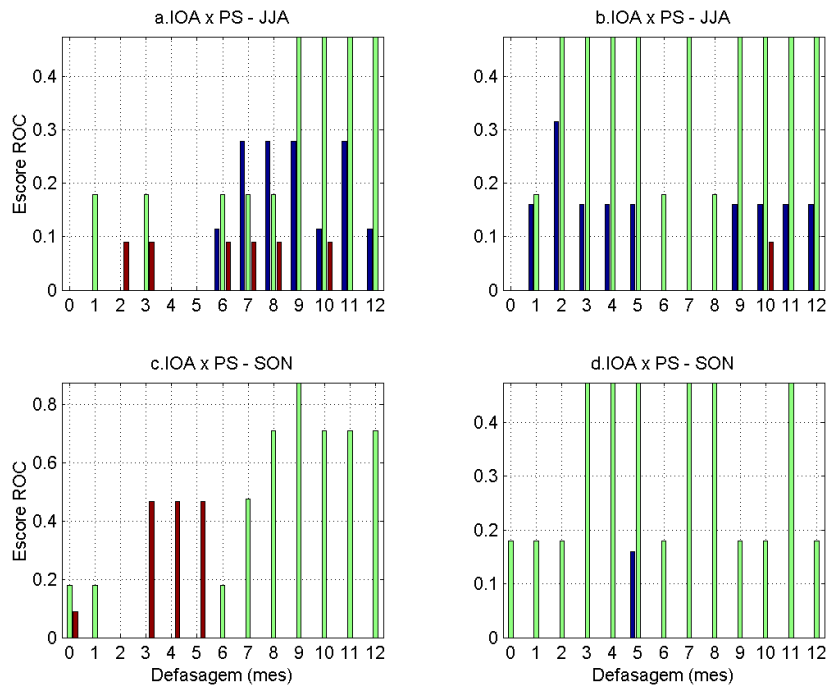 a.IOA x PS - JJA
Escore ROC
0.4
0.3
0.2
0.1
0
0 1 2 3 4 5 6 7 8 9 10 11 12
b.IOA x PS - JJA
0.4
0.3
0.2
0.1
0
0 1 2 3 4 5 6 7 8 9 10 11 12
c.IOA x PS - SON
Escore ROC
0.8
0.6
0.4
0.2
0
0 1 2 3 4 5 6 7 8 9 10 11 12
Defasagem (mes)
d.IOA x PS - SON
0.4
0.3
0.2
0.1
0
0 1 2 3 4 5 6 7 8 9 10 11 12
Defasagem (mes)